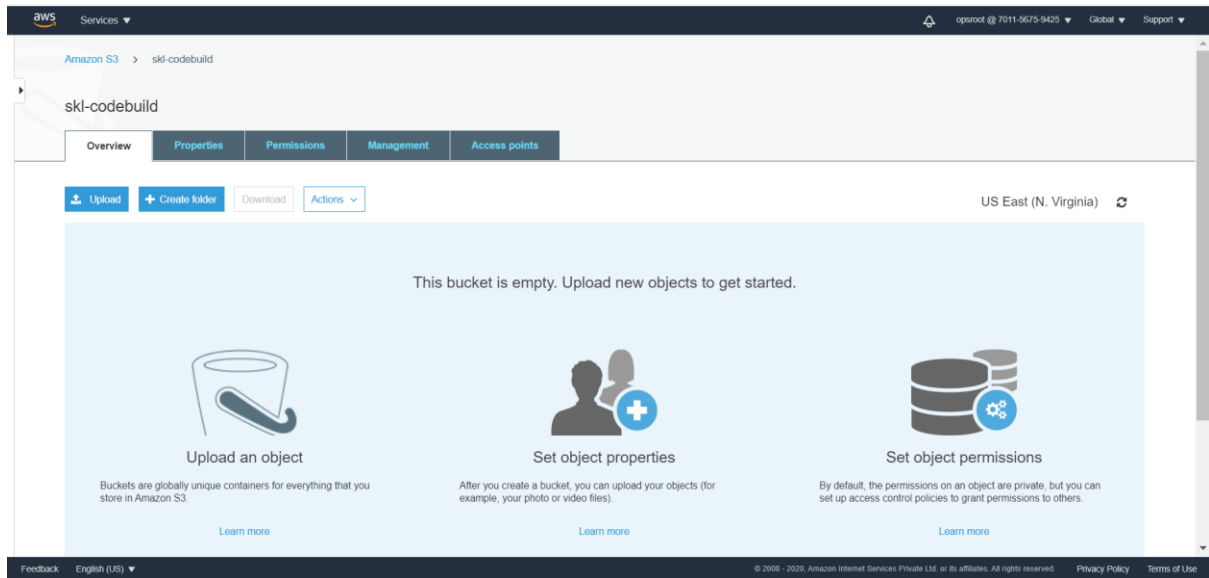 aws Services ▼ opsroot @ 7011-5675-9425 ▼ Global ▼ Support ▼
Amazon S3 > skl-codebuild
skl-codebuild
Overview Properties Permissions Management Access points
Upload + Create folder Download Actions US East (N. Virginia)
This bucket is empty. Upload new objects to get started.
Upload an object
Buckets are globally unique containers for everything that you
store in Amazon S3.
Learn more
Set object properties
After you create a bucket, you can upload your objects (for
example, your photo or video files).
Learn more
Set object permissions
By default, the permissions on an object are private, but you can
set up access control policies to grant permissions to others.
Learn more
Feedback English (US) ▼ © 2008 - 2020, Amazon Internet Services Private Ltd. or its affiliates. All rights reserved. Privacy Policy Terms of Use